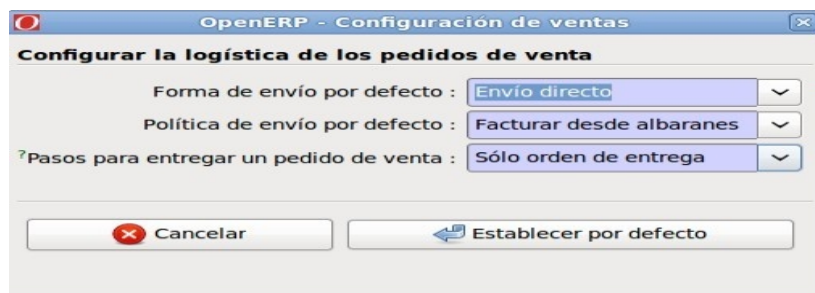 OpenERP - Configuración de ventas
Configurar la logística de los pedidos de venta
Forma de envío por defecto : Envío directo
Política de envío por defecto : Facturar desde albaranes
?Pasos para entregar un pedido de venta : Sólo orden de entrega
Cancelar Establecer por defecto